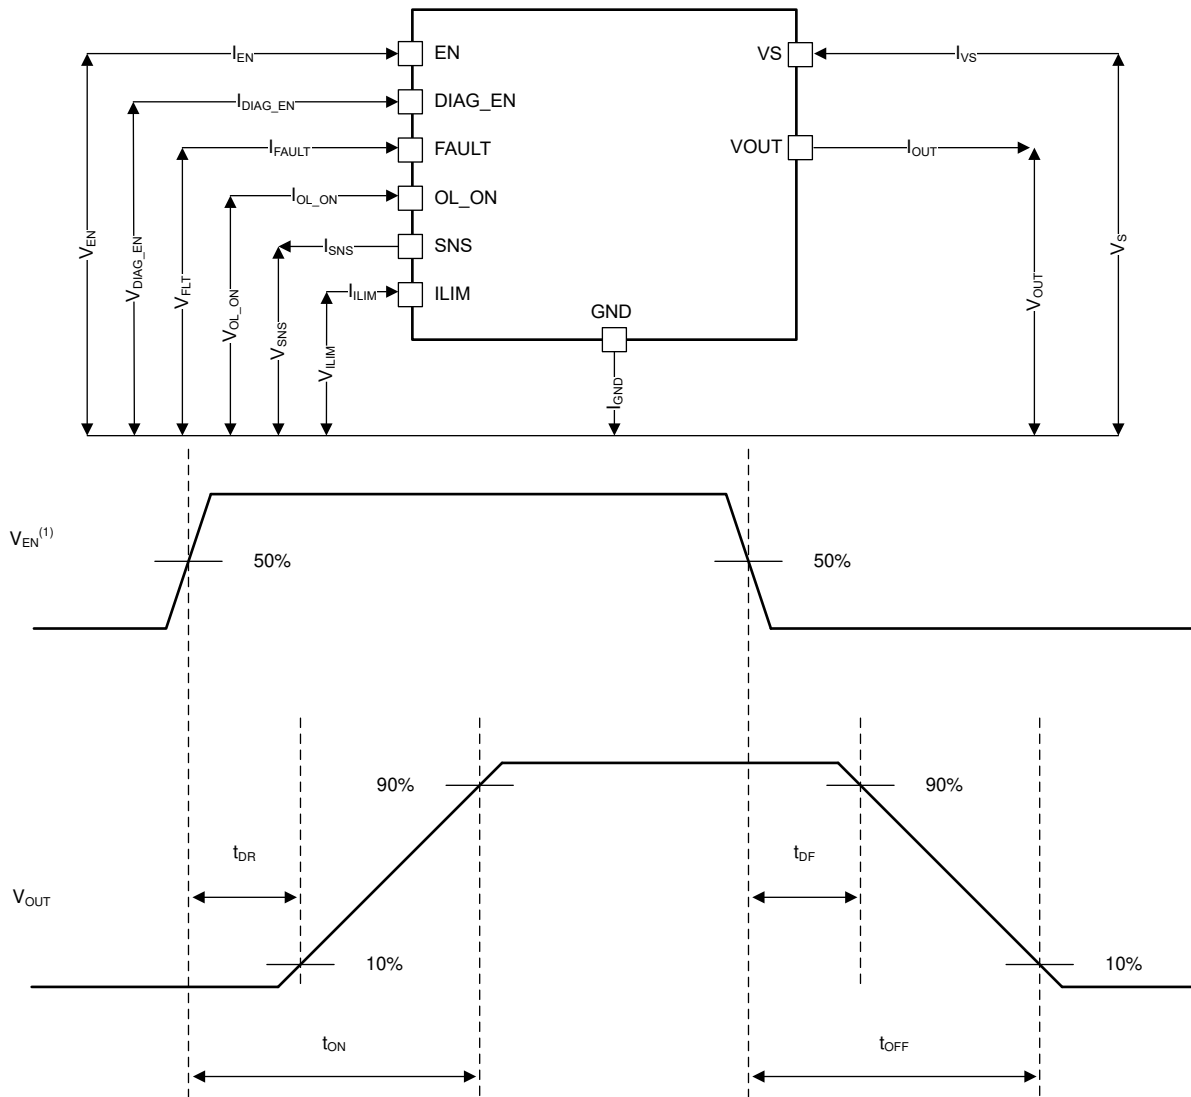 I_EN EN VS I_VS
I_DIAG_EN DIAG_EN
I_FAULT FAULT VOUT I_OUT
I_OL_ON OL_ON
I_SNS SNS
I_ILIM ILIM
GND
V_EN
V_DIAG_EN
V_FLT
V_OL_ON
V_SNS
V_ILIM
I_GND
V_OUT
V_S
V_EN(1)
50% 50%
90% 90%
t_DR t_DF
V_OUT
10% 10%
t_ON t_OFF